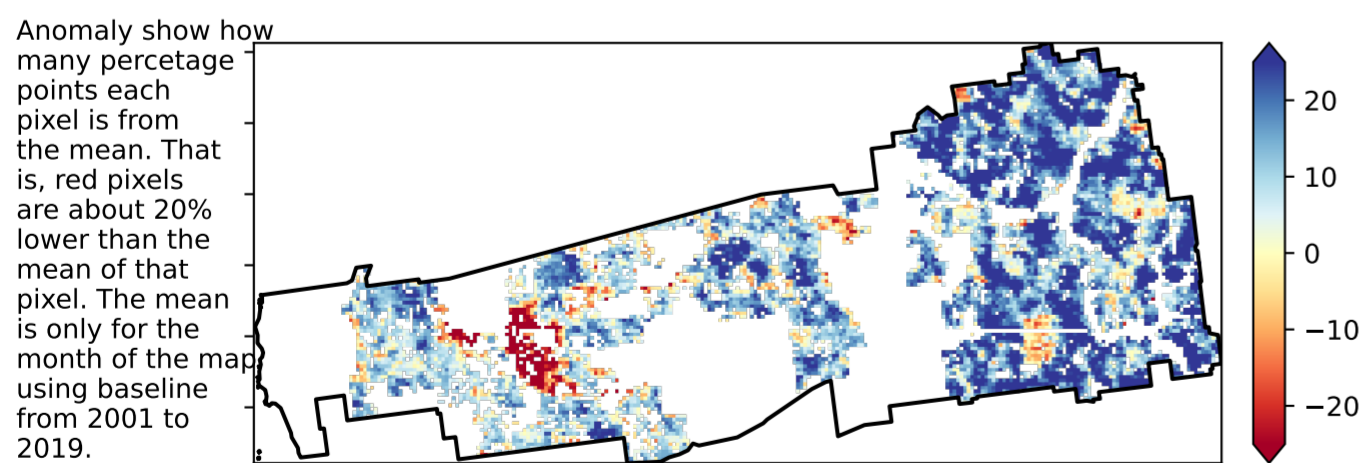 Anomaly show how
many percetage
points each
pixel is from
the mean. That
is, red pixels
are about 20%
lower than the
mean of that
pixel. The mean
is only for the
month of the map
using baseline
from 2001 to
2019.
20
10
0
−10
−20